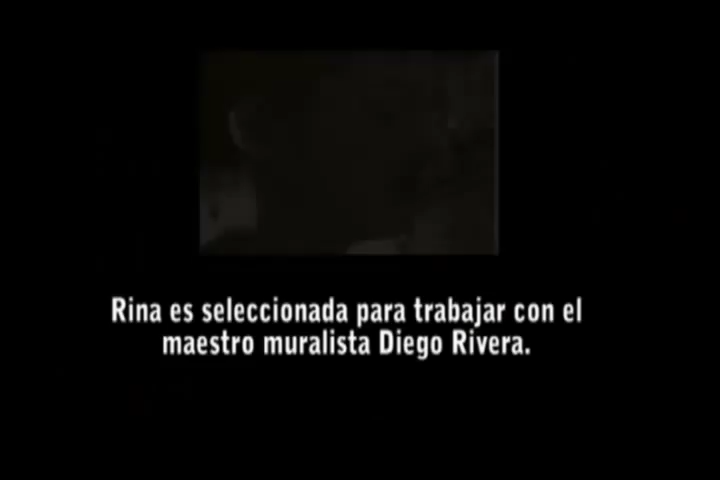 Rina es seleccionada para trabajar con el
maestro muralista Diego Rivera.